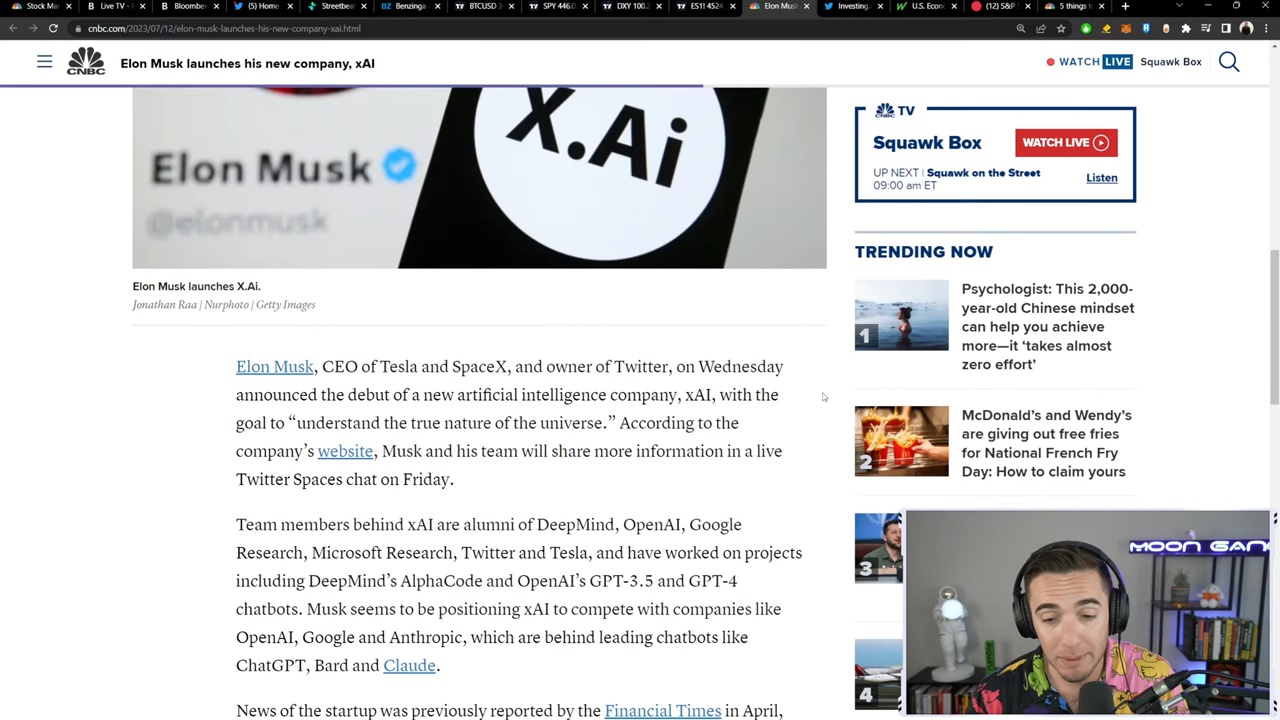 Stock Mar
Live TV -
Bloomber
(5) Home
Streetbea
Benzinga
BTCUSD 3
SPY 446.0
DXY 100.2
ES1! 4524
Elon Mus
Investing.
U.S. Econ
(10) S&P 5
5 things to
cnbc.com/2023/07/12/elon-musk-launches-his-new-company-xai.html
CNBC
Elon Musk launches his new company, xAI
WATCH LIVE Squawk Box
X.Ai
Elon Musk
@elonmusk
Elon Musk launches X.Ai.
Jonathan Raa | Nurphoto | Getty Images
Elon Musk, CEO of Tesla and SpaceX, and owner of Twitter, on Wednesday
announced the debut of a new artificial intelligence company, xAI, with the
goal to “understand the true nature of the universe.” According to the
company’s website, Musk and his team will share more information in a live
Twitter Spaces chat on Friday.
Team members behind xAI are alumni of DeepMind, OpenAI, Google
Research, Microsoft Research, Twitter and Tesla, and have worked on projects
including DeepMind’s AlphaCode and OpenAI’s GPT-3.5 and GPT-4
chatbots. Musk seems to be positioning xAI to compete with companies like
OpenAI, Google and Anthropic, which are behind leading chatbots like
ChatGPT, Bard and Claude.
News of the startup was previously reported by the Financial Times in April,
TV
Squawk Box
WATCH LIVE
UP NEXT | Squawk on the Street
09:00 am ET
Listen
TRENDING NOW
1
Psychologist: This 2,000-
year-old Chinese mindset
can help you achieve
more—it ‘takes almost
zero effort’
2
McDonald’s and Wendy’s
are giving out free fries
for National French Fry
Day: How to claim yours
3
4
MOON GANG